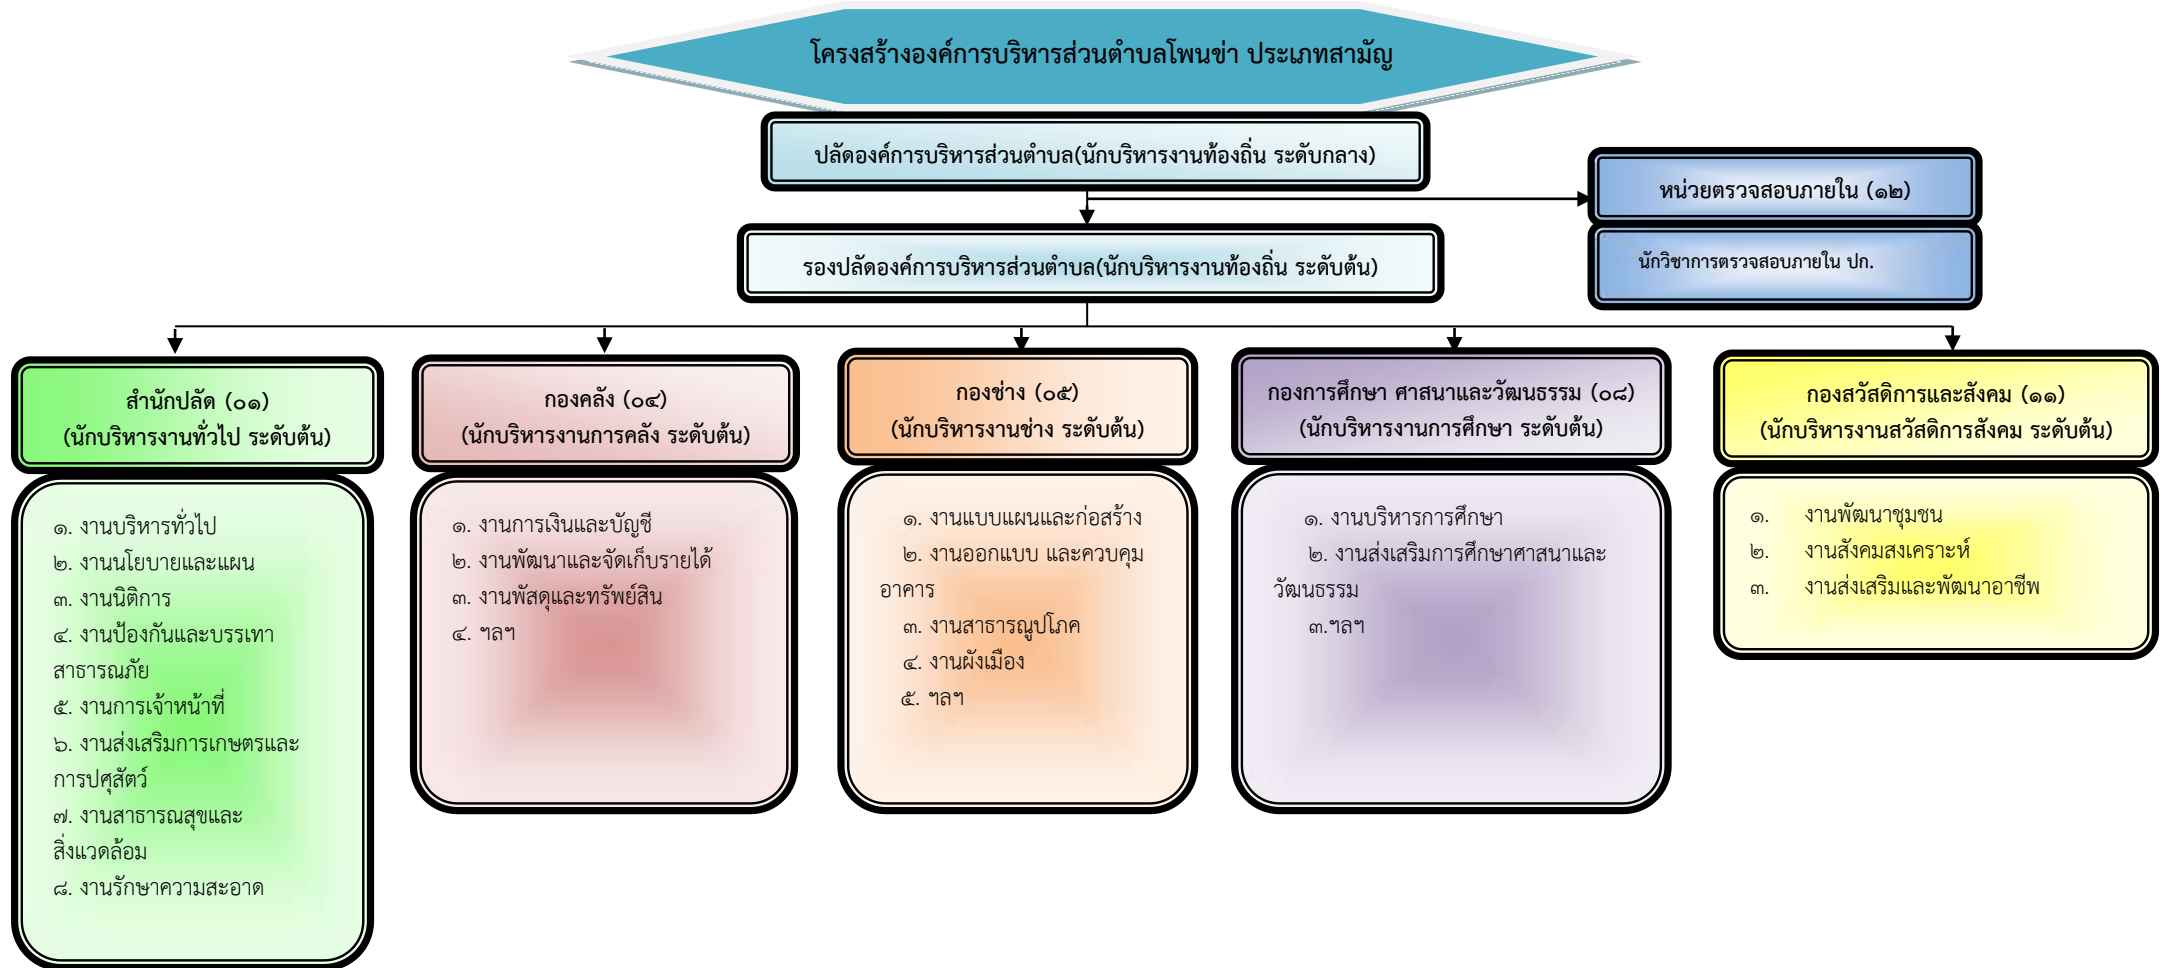 โครงสร้างองค์การบริหารส่วนตำบลโพนข่า ประเภทสามัญ
ปลัดองค์การบริหารส่วนตำบล(นักบริหารงานท้องถิ่น ระดับกลาง)
หน่วยตรวจสอบภายใน (๑๒)
นักวิชาการตรวจสอบภายใน ปก.
รองปลัดองค์การบริหารส่วนตำบล(นักบริหารงานท้องถิ่น ระดับต้น)
สำนักปลัด (๐๑)
(นักบริหารงานทั่วไป ระดับต้น)
๑. งานบริหารทั่วไป
๒. งานนโยบายและแผน
๓. งานนิติการ
๔. งานป้องกันและบรรเทา
สาธารณภัย
๕. งานการเจ้าหน้าที่
๖. งานส่งเสริมการเกษตรและ
การปศุสัตว์
๗. งานสาธารณสุขและ
สิ่งแวดล้อม
๘. งานรักษาความสะอาด
กองคลัง (๐๔)
(นักบริหารงานการคลัง ระดับต้น)
๑. งานการเงินและบัญชี
๒. งานพัฒนาและจัดเก็บรายได้
๓. งานพัสดุและทรัพย์สิน
๔. ฯลฯ
กองช่าง (๐๕)
(นักบริหารงานช่าง ระดับต้น)
๑. งานแบบแผนและก่อสร้าง
๒. งานออกแบบ และควบคุม
อาคาร
๓. งานสาธารณูปโภค
๔. งานผังเมือง
๕. ฯลฯ
กองการศึกษา ศาสนาและวัฒนธรรม (๐๘)
(นักบริหารงานการศึกษา ระดับต้น)
๑. งานบริหารการศึกษา
๒. งานส่งเสริมการศึกษาศาสนาและ
วัฒนธรรม
๓.ฯลฯ
กองสวัสดิการและสังคม (๑๑)
(นักบริหารงานสวัสดิการสังคม ระดับต้น)
๑. งานพัฒนาชุมชน
๒. งานสังคมสงเคราะห์
๓. งานส่งเสริมและพัฒนาอาชีพ